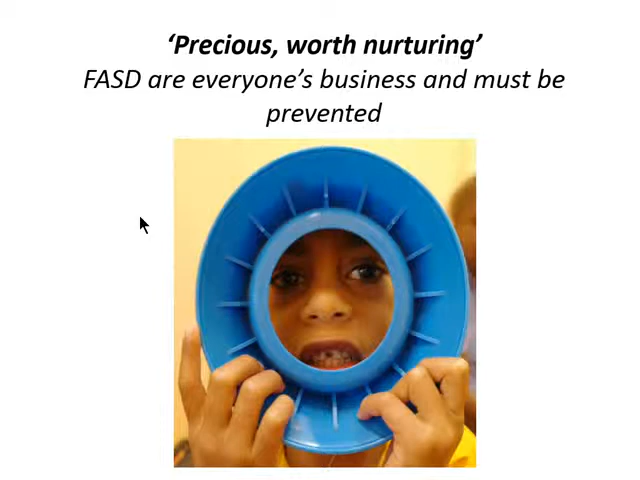 ‘Precious, worth nurturing’
FASD are everyone’s business and must be
prevented